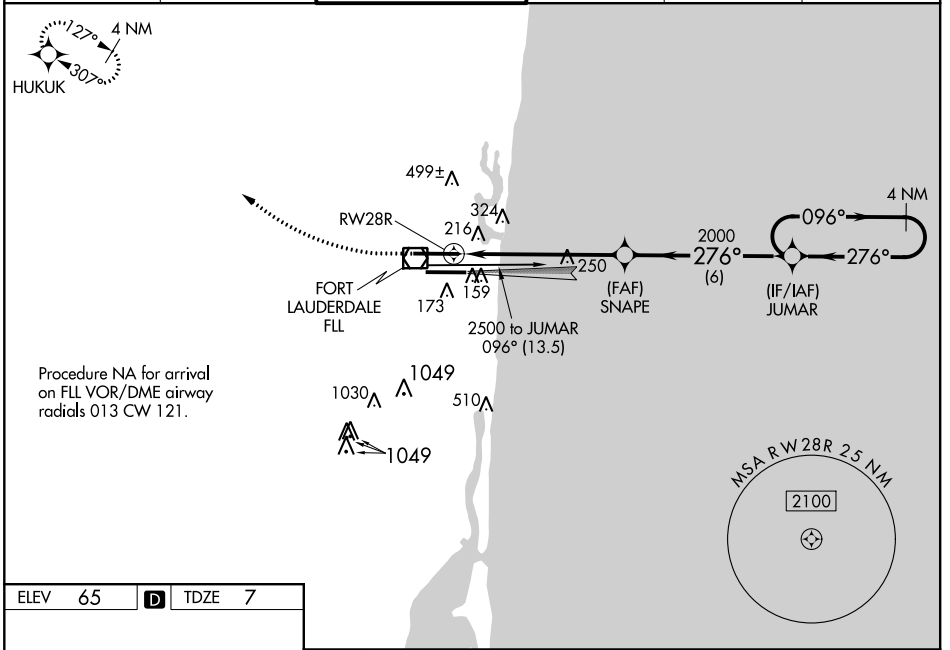 127°
4 NM
307°
HUKUK
499±
324
216
RW28R
4 NM
096°
2000
276°
(6)
276°
250
FORT
LAUDERDALE
FLL
173
159
(FAF)
SNAPE
(IF/IAF)
JUMAR
2500 to JUMAR
096° (13.5)
Procedure NA for arrival
on FLL VOR/DME airway
radials 013 CW 121.
1049
1030
510
1049
MSA RW28R 25 NM
2100
ELEV 65 D TDZE 7